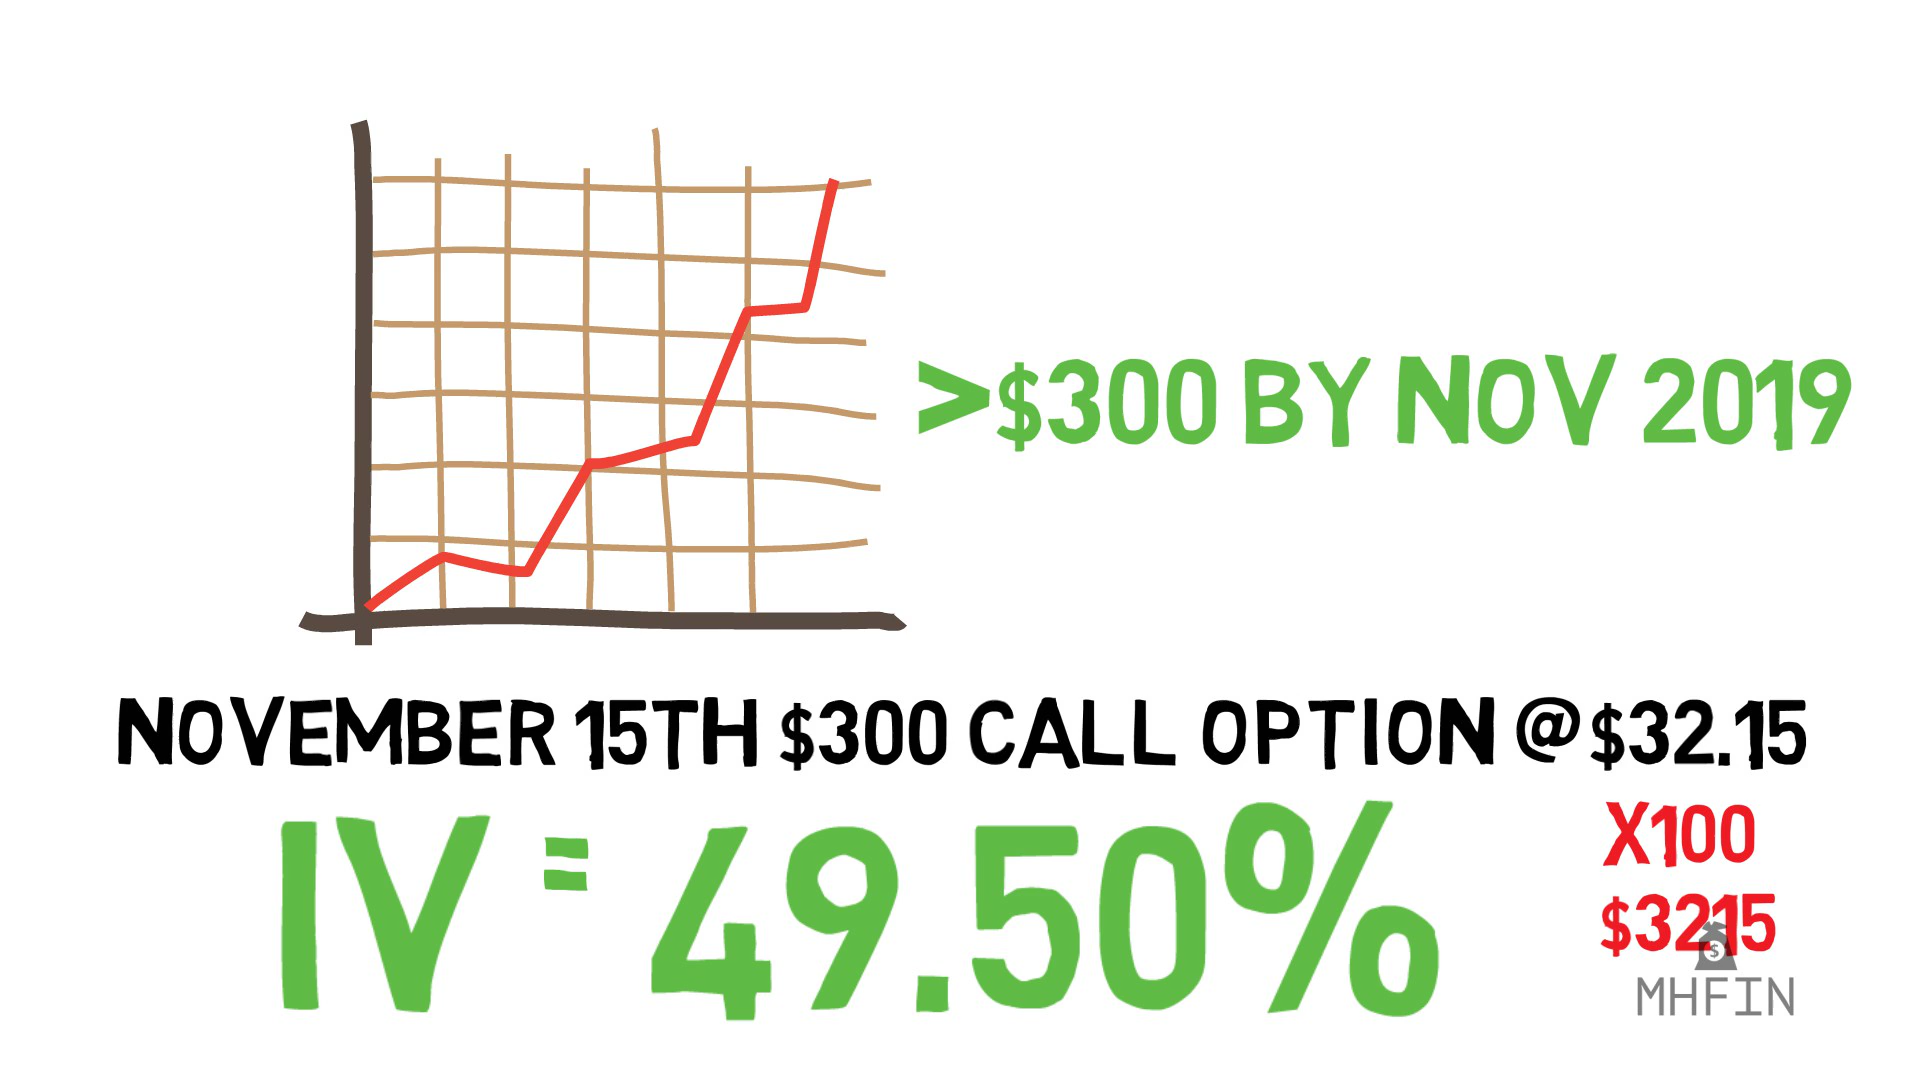 >$300 BY NOV 2019
NOVEMBER 15TH $300 CALL OPTION @$32.15
IV = 49.50%
X100
$3215
$
MHFIN